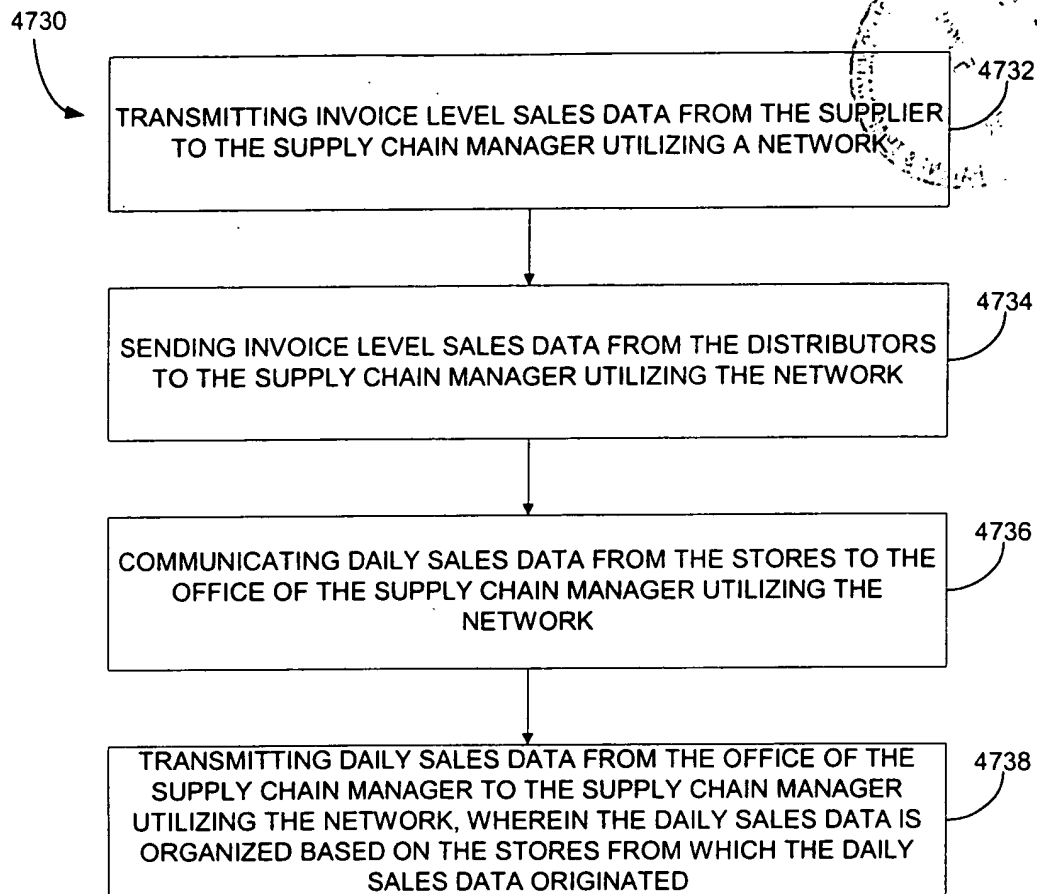 4730
4732
TRANSMITTING INVOICE LEVEL SALES DATA FROM THE SUPPLIER
TO THE SUPPLY CHAIN MANAGER UTILIZING A NETWORK
4734
SENDING INVOICE LEVEL SALES DATA FROM THE DISTRIBUTORS
TO THE SUPPLY CHAIN MANAGER UTILIZING THE NETWORK
4736
COMMUNICATING DAILY SALES DATA FROM THE STORES TO THE
OFFICE OF THE SUPPLY CHAIN MANAGER UTILIZING THE
NETWORK
4738
TRANSMITTING DAILY SALES DATA FROM THE OFFICE OF THE
SUPPLY CHAIN MANAGER TO THE SUPPLY CHAIN MANAGER
UTILIZING THE NETWORK, WHEREIN THE DAILY SALES DATA IS
ORGANIZED BASED ON THE STORES FROM WHICH THE DAILY
SALES DATA ORIGINATED